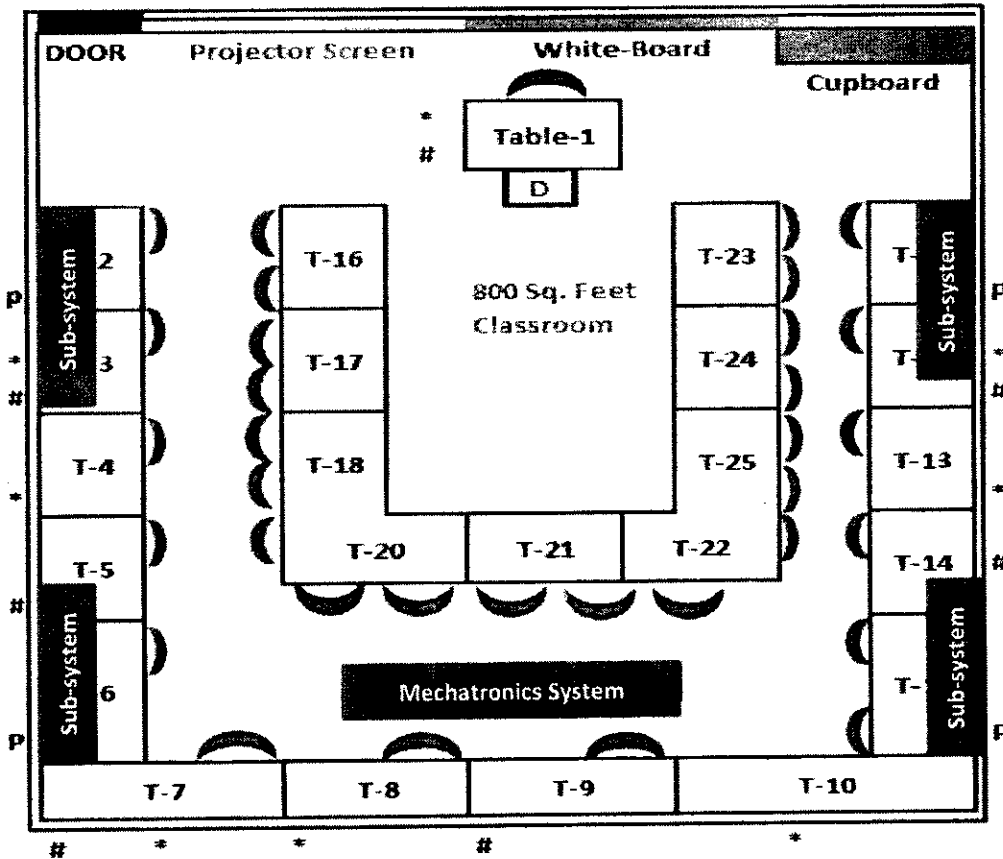 DOOR Projector Screen White-Board
Cupboard
*
#
Table-1
D
2
T-16
T-23
T-
Sub-system
Sub-system
800 Sq. Feet
Classroom
P
P
3
T-17
T-24
T-
*
*
#
#
T-4
T-18
T-25
T-13
*
*
T-5
T-20
T-21
T-22
T-14
#
#
Sub-system
Sub-system
6
Mechatronics System
T-
P
P
T-7
T-8
T-9
T-10
# * * # *